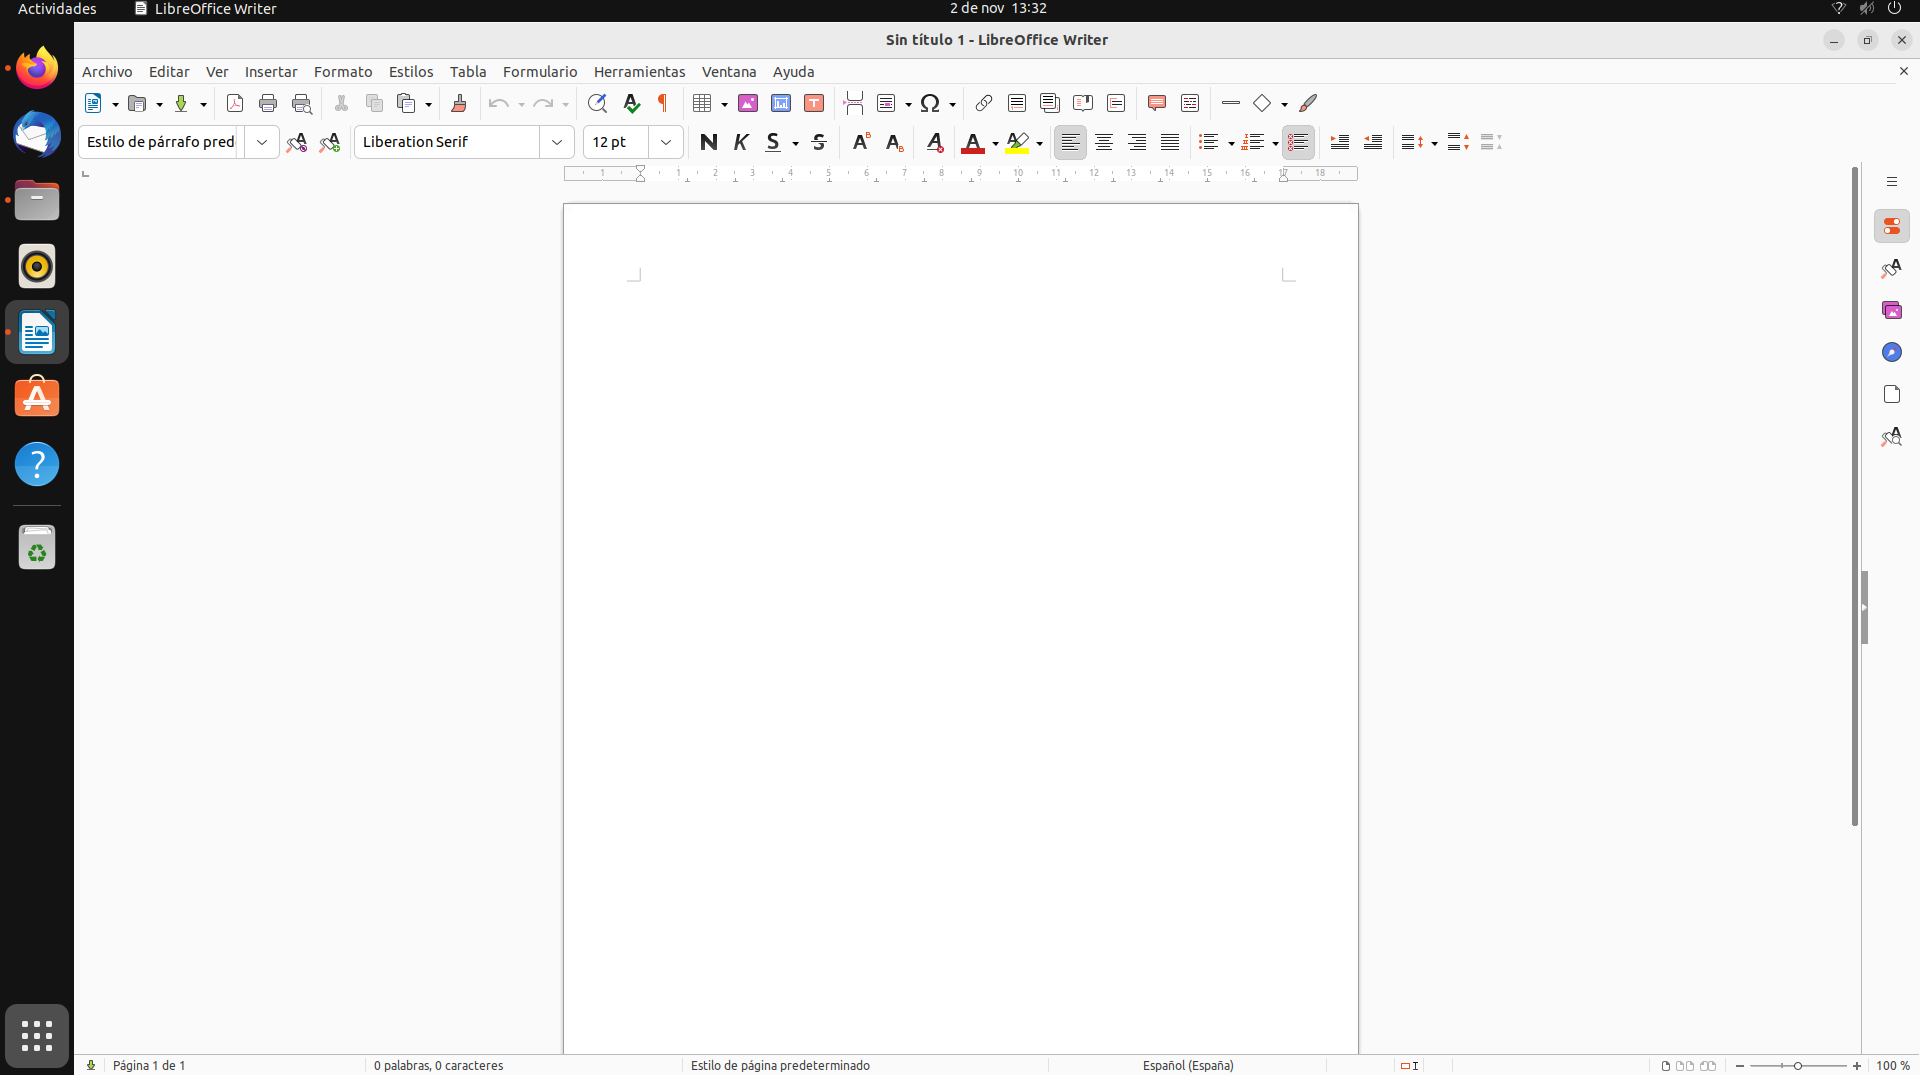 Actividades LibreOffice Writer 2 de nov 13:32
Sin título 1 - LibreOffice Writer
Archivo Editar Ver Insertar Formato Estilos Tabla Formulario Herramientas Ventana Ayuda
Estilo de párrafo pred Liberation Serif 12 pt N K S S A A A A
1 1 2 3 4 5 6 7 8 9 10 11 12 13 14 15 16 17 18
Página 1 de 1 0 palabras, 0 caracteres Estilo de página predeterminado Español (España) 100 %